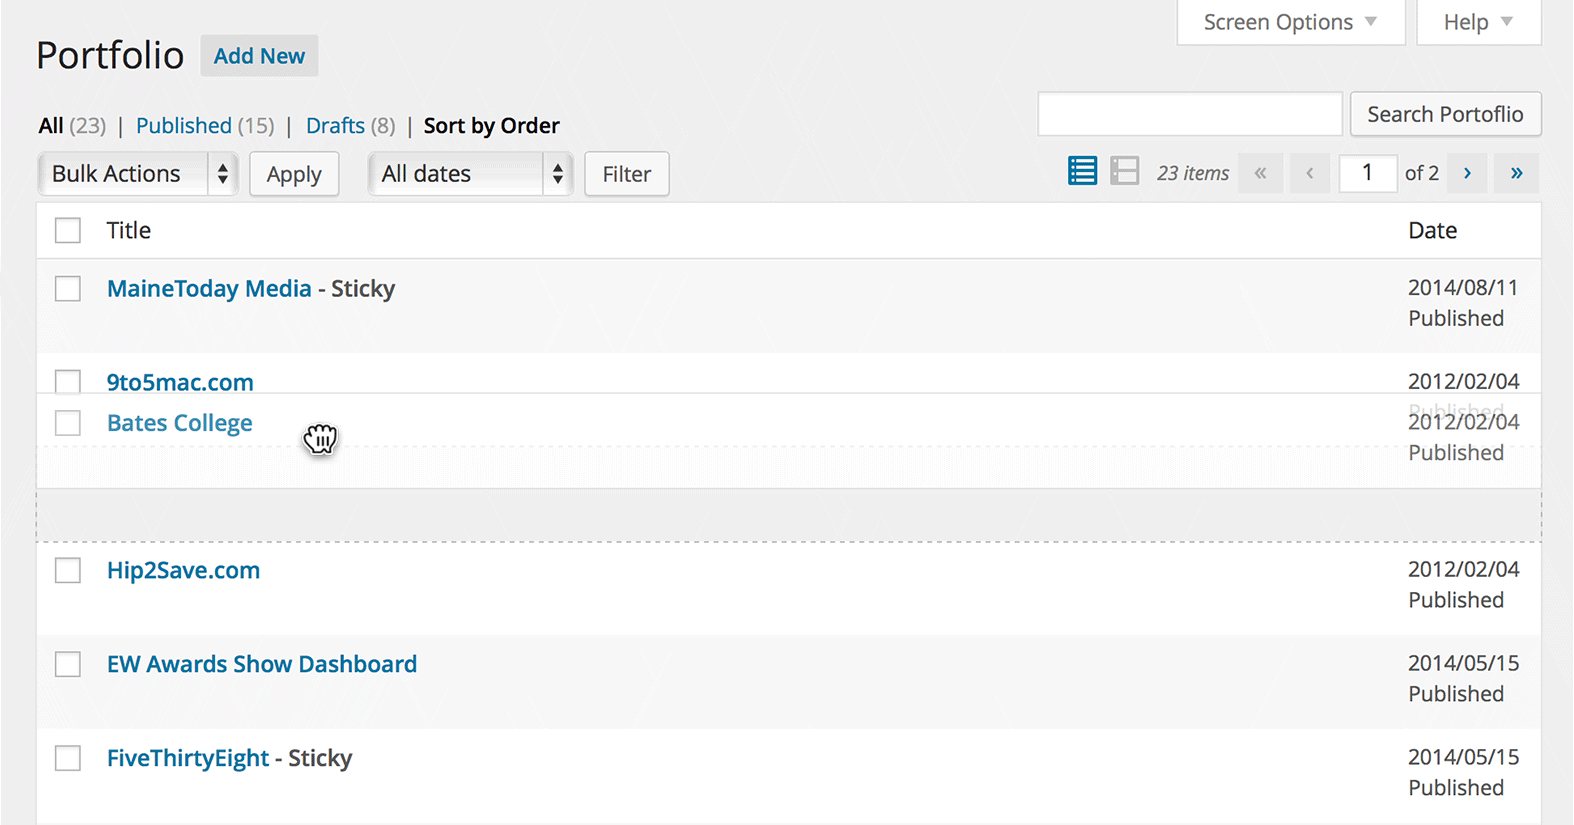 Screen Options
Help
Portfolio Add New
All (23) | Published (15) | Drafts (8) | Sort by Order
Search Portoflio
Bulk Actions Apply All dates Filter
23 items « ‹ 1 of 2 › »
Title Date
MaineToday Media - Sticky 2014/08/11
Published
9to5mac.com 2012/02/04
Published
Bates College 2012/02/04
Published
Hip2Save.com 2012/02/04
Published
EW Awards Show Dashboard 2014/05/15
Published
FiveThirtyEight - Sticky 2014/05/15
Published